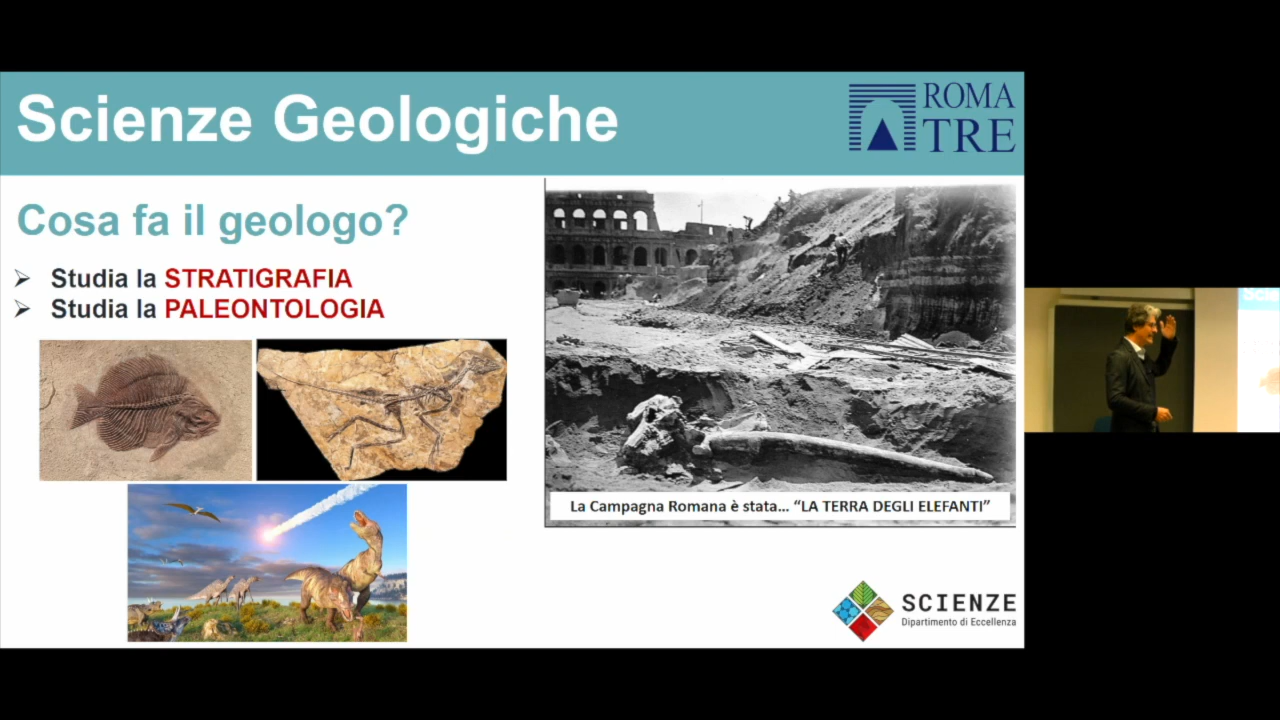 Scienze Geologiche
ROMA
TRE
Cosa fa il geologo?
Studia la STRATIGRAFIA
Studia la PALEONTOLOGIA
La Campagna Romana è stata... “LA TERRA DEGLI ELEFANTI”
SCIENZE
Dipartimento di Eccellenza